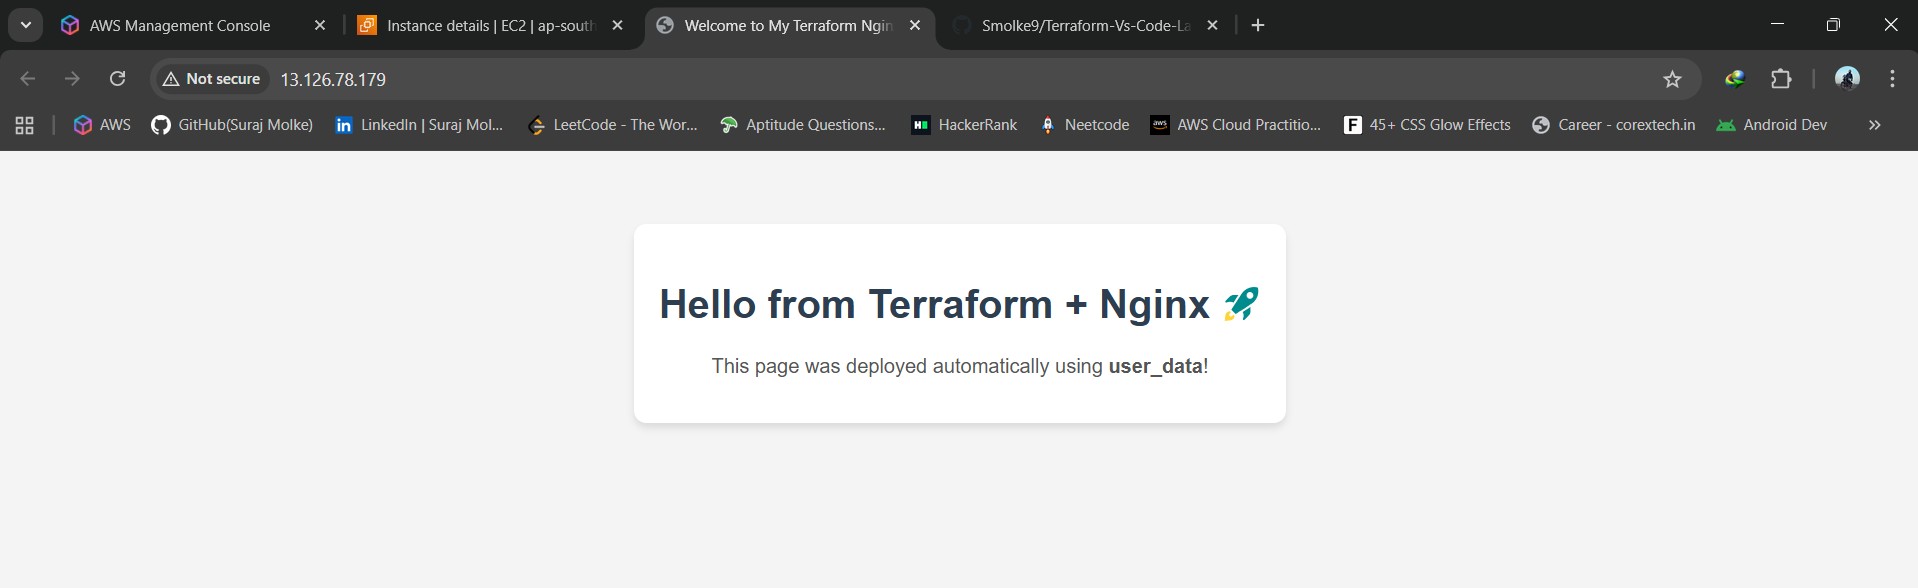 AWS Management Console
Instance details | EC2 | ap-south
Welcome to My Terraform Ngin
Smolke9/Terraform-Vs-Code-La
Not secure
13.126.78.179
AWS
GitHub(Suraj Molke)
in LinkedIn | Suraj Mol...
LeetCode - The Wor...
Aptitude Questions...
H HackerRank
Neetcode
aws AWS Cloud Practitio...
F 45+ CSS Glow Effects
Career - corextech.in
Android Dev
Hello from Terraform + Nginx 🚀
This page was deployed automatically using user_data!